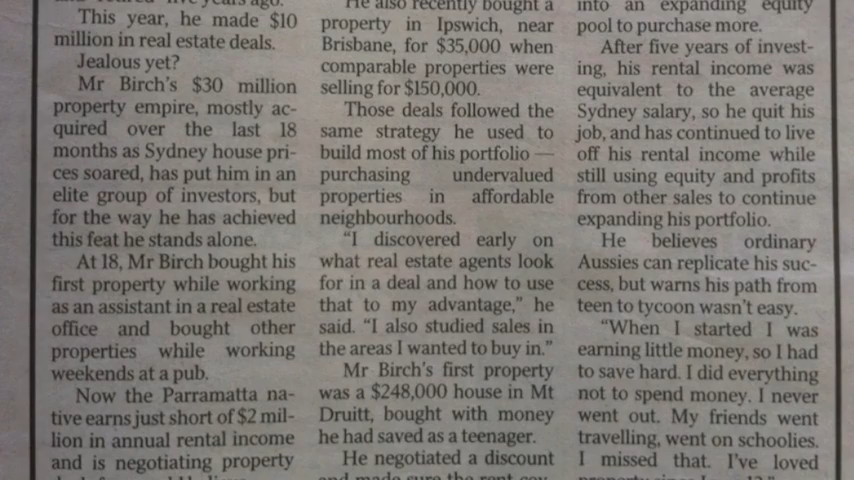 This year, he made $10
million in real estate deals.
Jealous yet?
Mr Birch's $30 million
property empire, mostly ac-
quired over the last 18
months as Sydney house pri-
ces soared, has put him in an
elite group of investors, but
for the way he has achieved
this feat he stands alone.
At 18, Mr Birch bought his
first property while working
as an assistant in a real estate
office and bought other
properties while working
weekends at a pub.
Now the Parramatta na-
tive earns just short of $2 mil-
lion in annual rental income
and is negotiating property
He also recently bought a
property in Ipswich, near
Brisbane, for $35,000 when
comparable properties were
selling for $150,000.
Those deals followed the
same strategy he used to
build most of his portfolio —
purchasing undervalued
properties in affordable
neighbourhoods.
"I discovered early on
what real estate agents look
for in a deal and how to use
that to my advantage," he
said. "I also studied sales in
the areas I wanted to buy in."
Mr Birch's first property
was a $248,000 house in Mt
Druitt, bought with money
he had saved as a teenager.
He negotiated a discount
and made sure the rent cov-
into an expanding equity
pool to purchase more.
After five years of invest-
ing, his rental income was
equivalent to the average
Sydney salary, so he quit his
job, and has continued to live
off his rental income while
still using equity and profits
from other sales to continue
expanding his portfolio.
He believes ordinary
Aussies can replicate his suc-
cess, but warns his path from
teen to tycoon wasn't easy.
"When I started I was
earning little money, so I had
to save hard. I did everything
not to spend money. I never
went out. My friends went
travelling, went on schoolies.
I missed that. I've loved